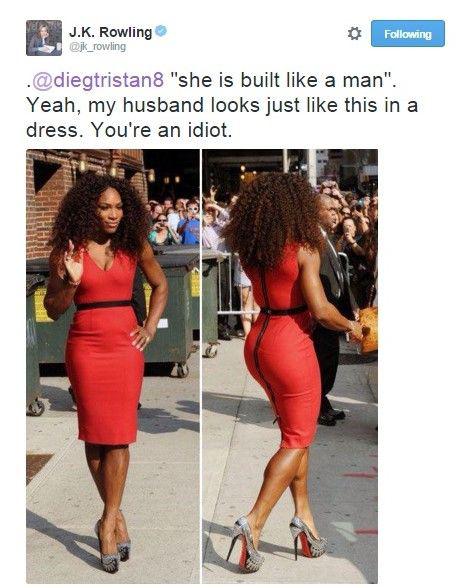 J.K. Rowling
@jk_rowling
Following
.@diegtristan8 "she is built like a man".
Yeah, my husband looks just like this in a
dress. You're an idiot.